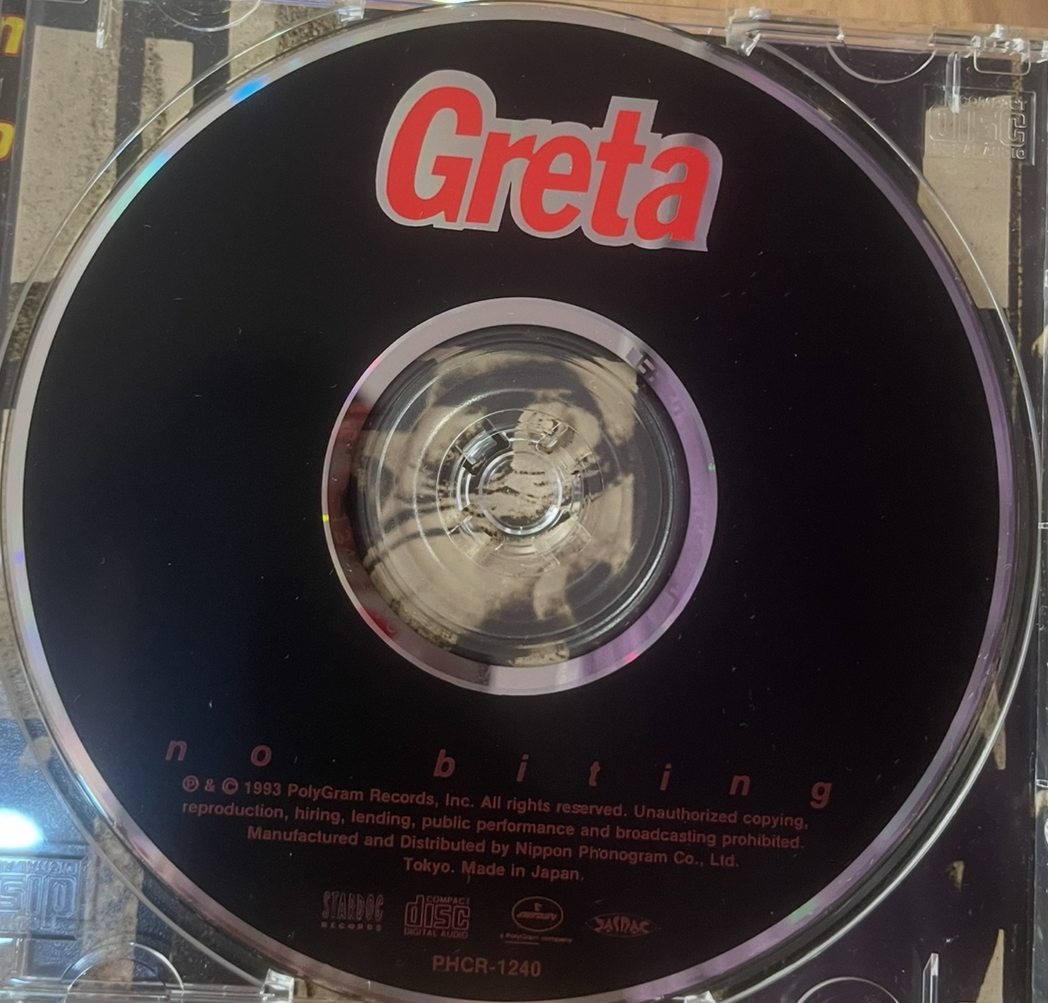 Greta
no biting
℗ & © 1993 PolyGram Records, Inc. All rights reserved. Unauthorized copying,
reproduction, hiring, lending, public performance and broadcasting prohibited.
Manufactured and Distributed by Nippon Phonogram Co., Ltd.
Tokyo. Made in Japan.
STARDOG
RECORDS
COMPACT
disc
DIGITAL AUDIO
mercury
a PolyGram company
JASRAC
PHCR-1240